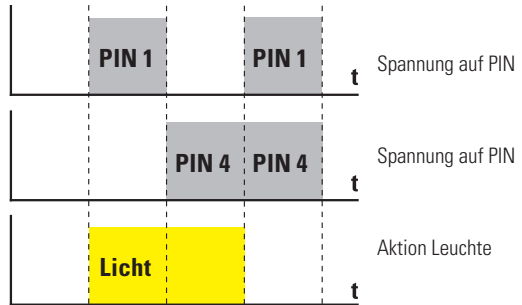 PIN 1 PIN 1
t Spannung auf PIN
PIN 4 PIN 4
t Spannung auf PIN
Licht
t Aktion Leuchte